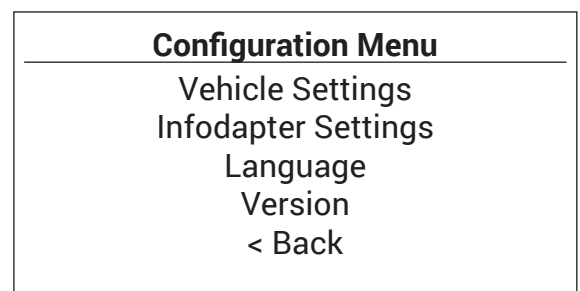 Configuration Menu
Vehicle Settings
Infodapter Settings
Language
Version
< Back